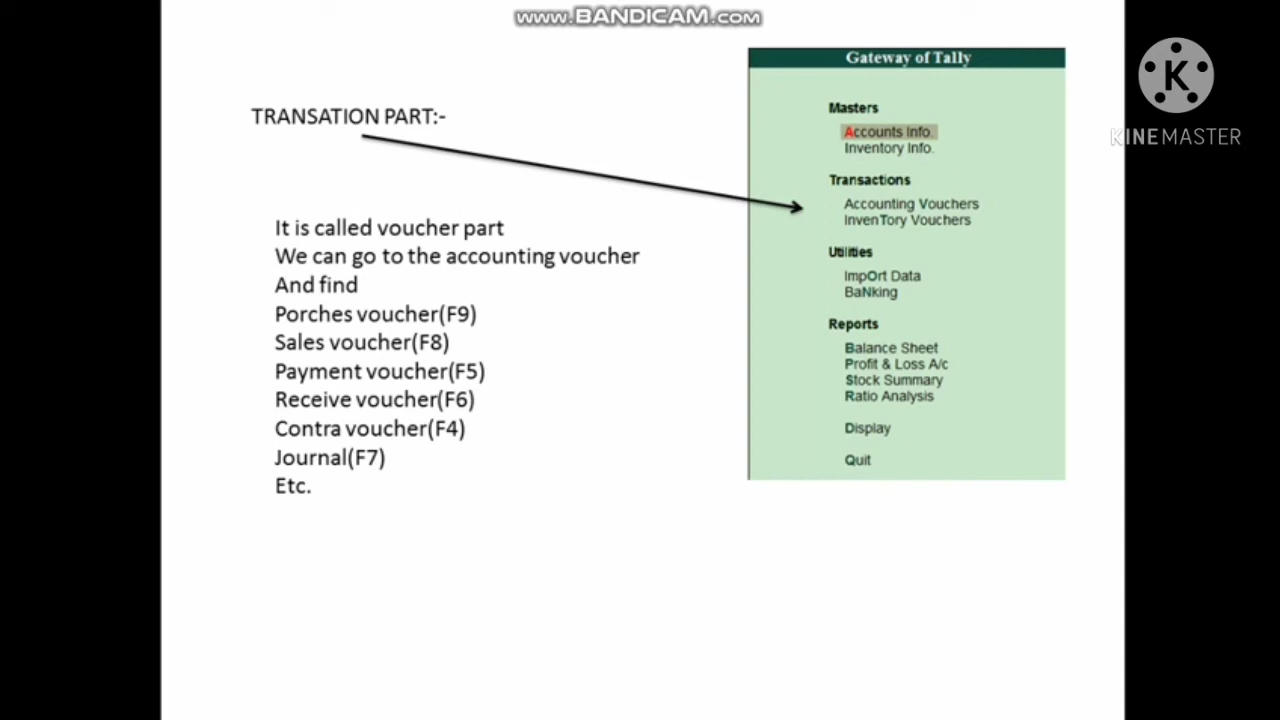 www.BANDICAM.com
TRANSATION PART:-
It is called voucher part
We can go to the accounting voucher
And find
Porches voucher(F9)
Sales voucher(F8)
Payment voucher(F5)
Receive voucher(F6)
Contra voucher(F4)
Journal(F7)
Etc.
Gateway of Tally
Masters
Accounts Info.
Inventory Info.
Transactions
Accounting Vouchers
InvenTory Vouchers
Utilities
ImpOrt Data
BaNking
Reports
Balance Sheet
Profit & Loss A/c
Stock Summary
Ratio Analysis
Display
Quit
K
KINEMASTER